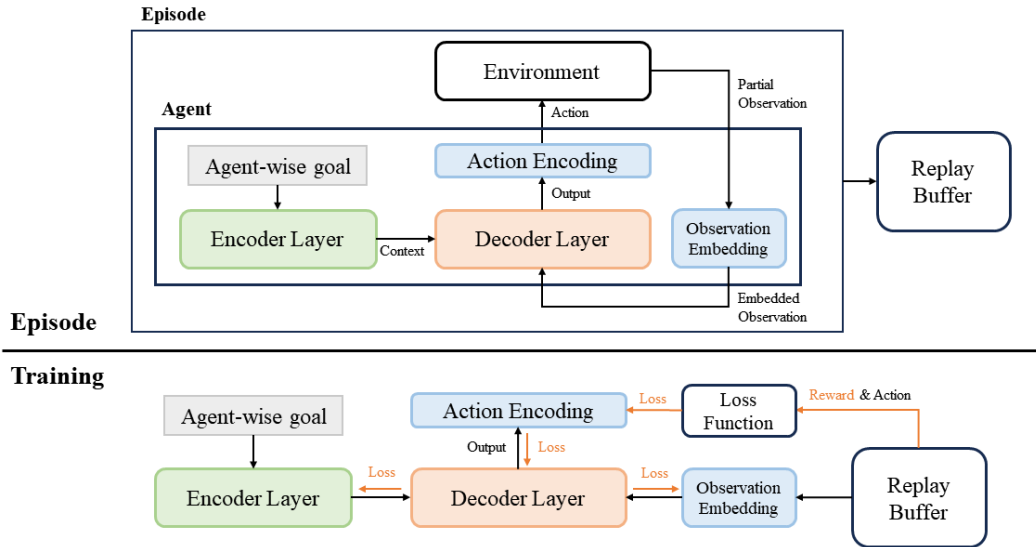 Episode
Environment
Partial
Observation
Agent
Action
Agent-wise goal
Action Encoding
Output
Replay
Buffer
Encoder Layer
Context
Decoder Layer
Observation
Embedding
Embedded
Observation
Episode
Training
Agent-wise goal
Action Encoding
Loss
Loss
Function
Reward & Action
Output
Loss
Encoder Layer
Loss
Decoder Layer
Loss
Observation
Embedding
Replay
Buffer